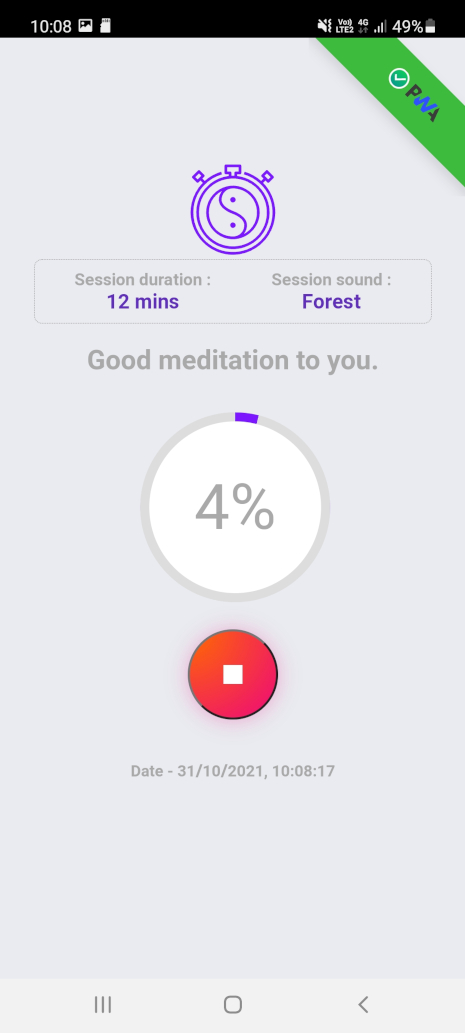 10:08
Vo)) 4G
LTE2
49%
PWA
Session duration :
12 mins
Session sound :
Forest
Good meditation to you.
4%
Date - 31/10/2021, 10:08:17